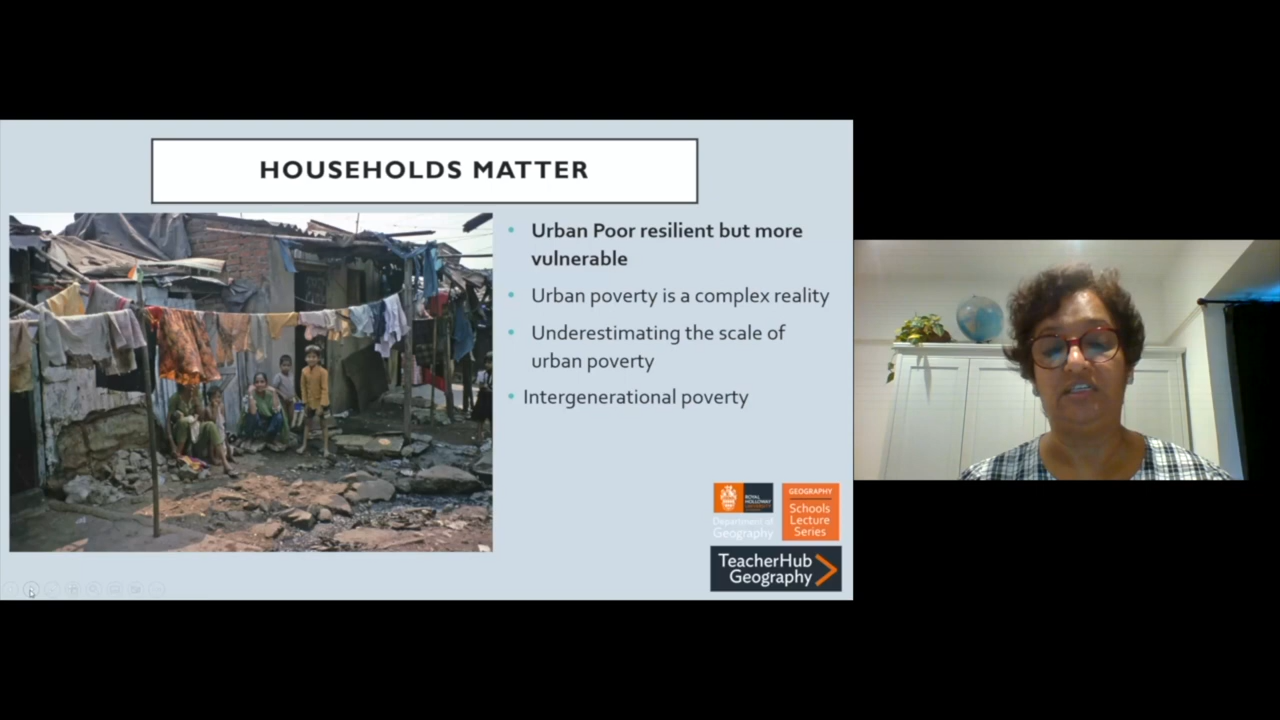 HOUSEHOLDS MATTER
Urban Poor resilient but more
vulnerable
Urban poverty is a complex reality
Underestimating the scale of
urban poverty
Intergenerational poverty
ROYAL
HOLLOWAY
Department of
Geography
GEOGRAPHY
Schools
Lecture
Series
TeacherHub
Geography